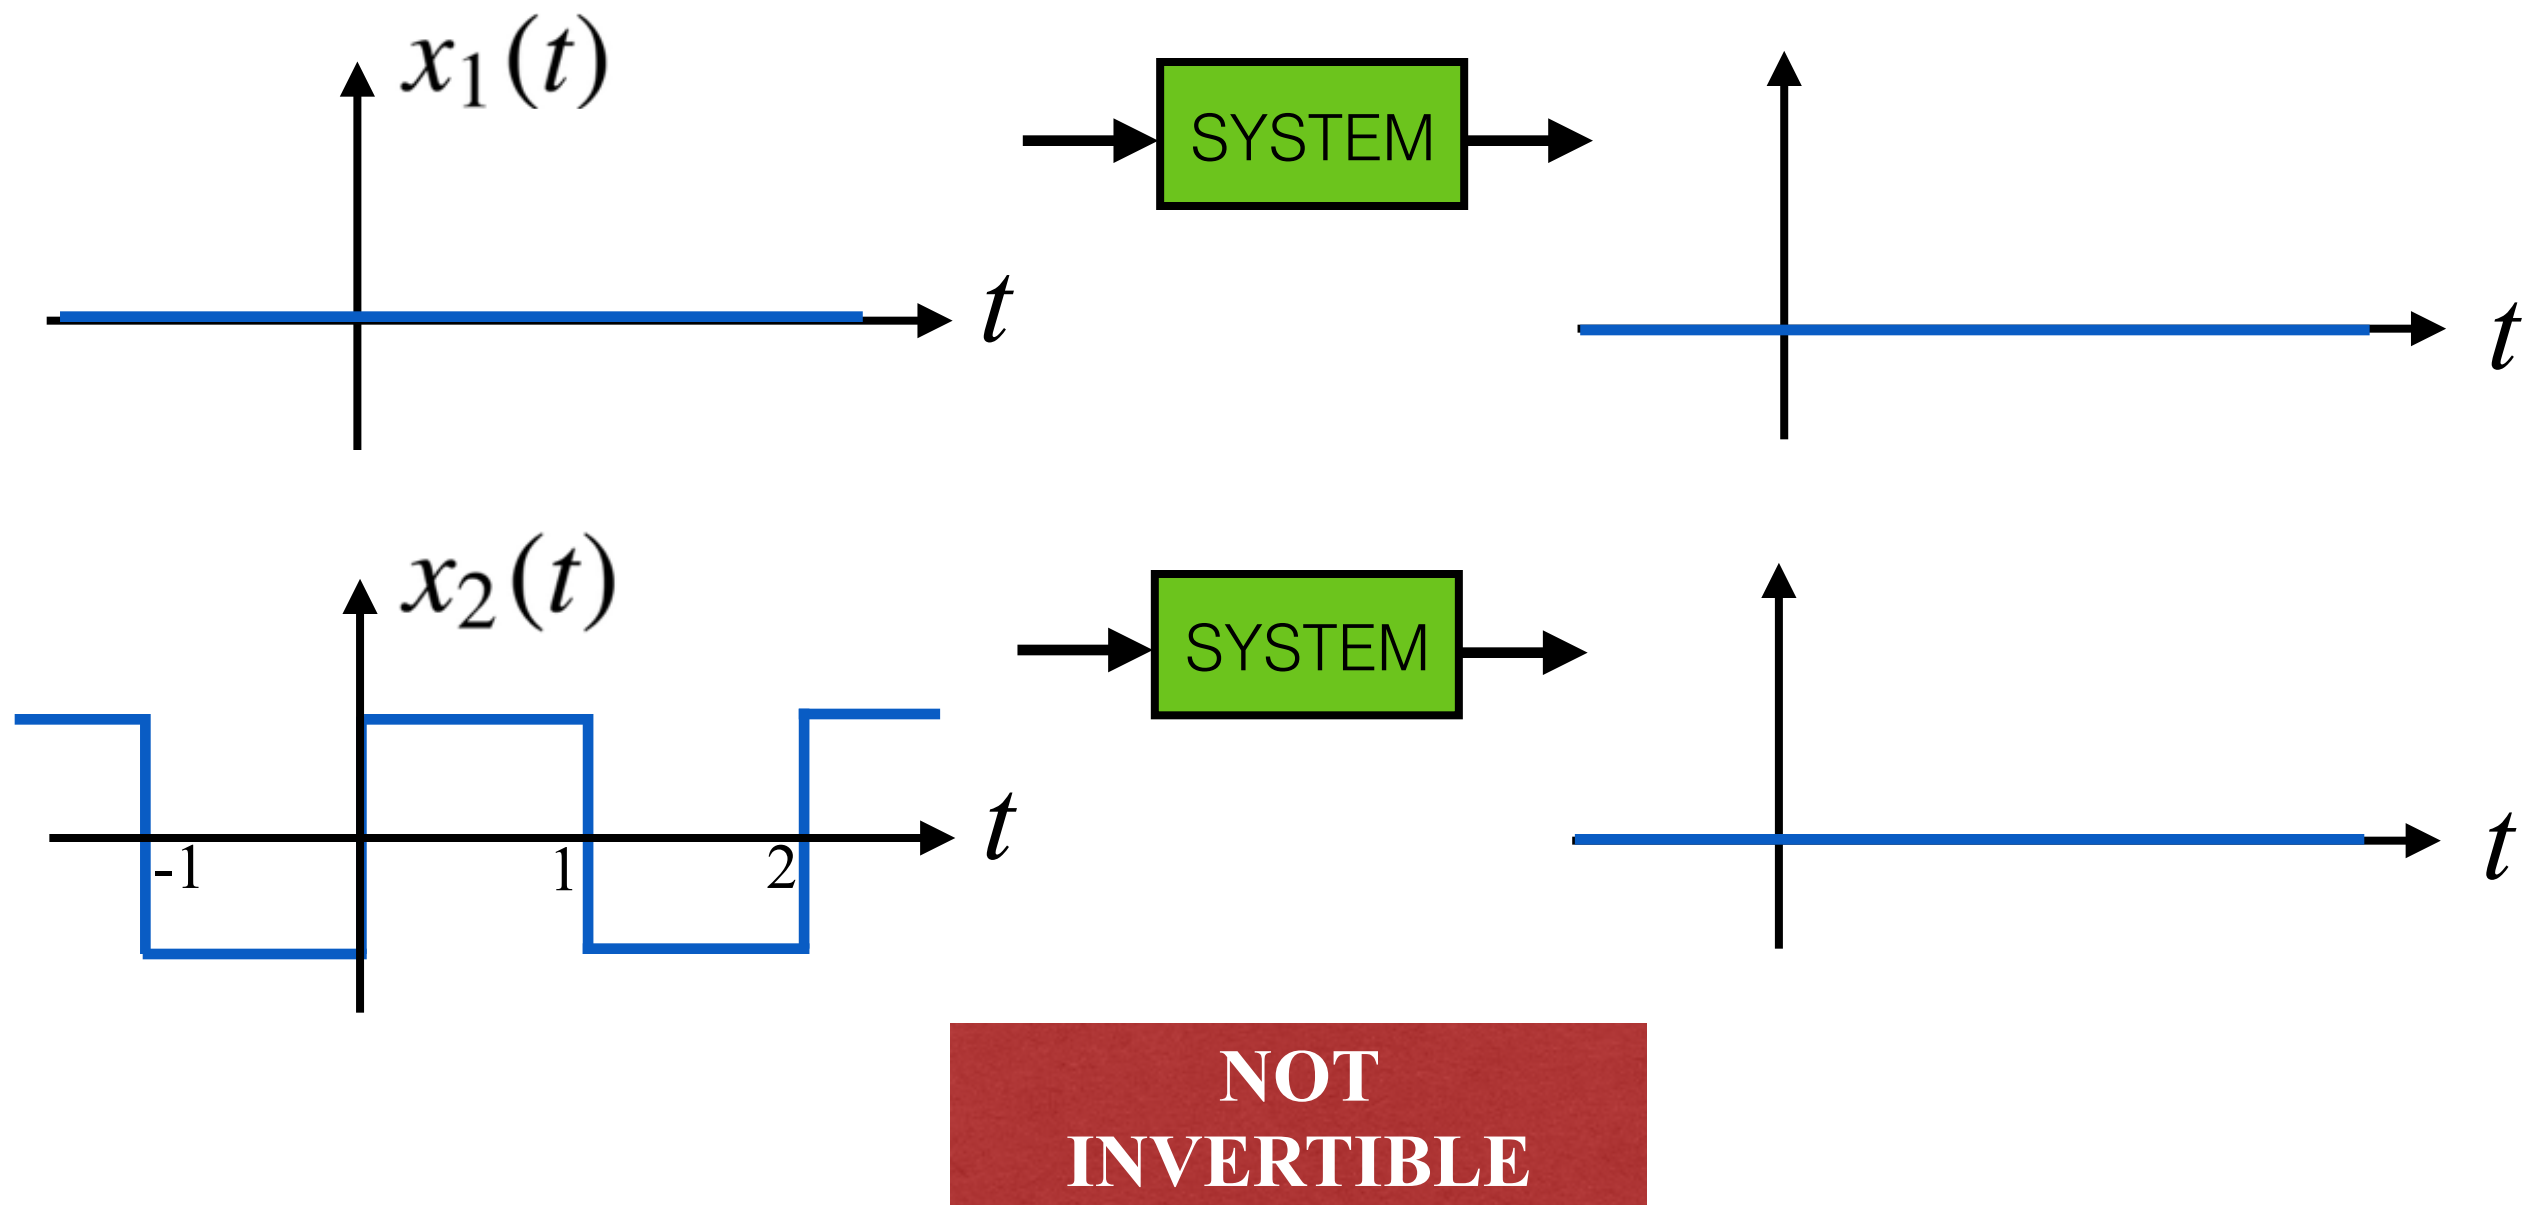 x₁(t)
SYSTEM
t
t
x₂(t)
SYSTEM
t
t
-1
1
2
NOT
INVERTIBLE